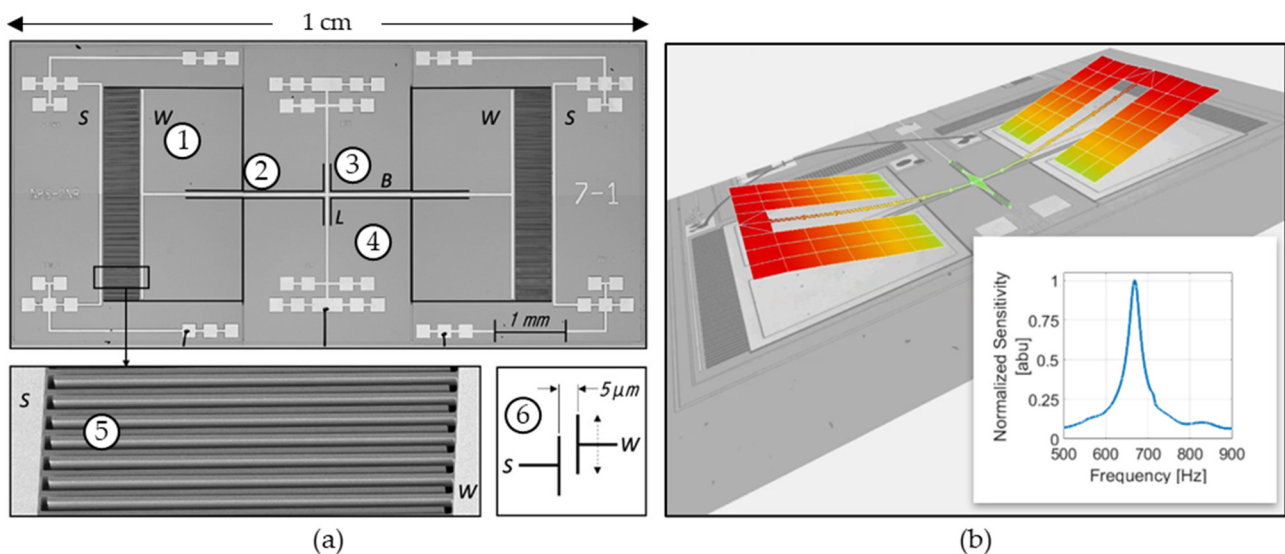 1 cm
S
W
1
2
3
B
L
4
W
S
7-1
1 mm
S
5
W
6
5 μm
S
W
(a)
Normalized Sensitivity
[abu]
1
0.75
0.5
0.25
0
500
600
700
800
900
Frequency [Hz]
(b)